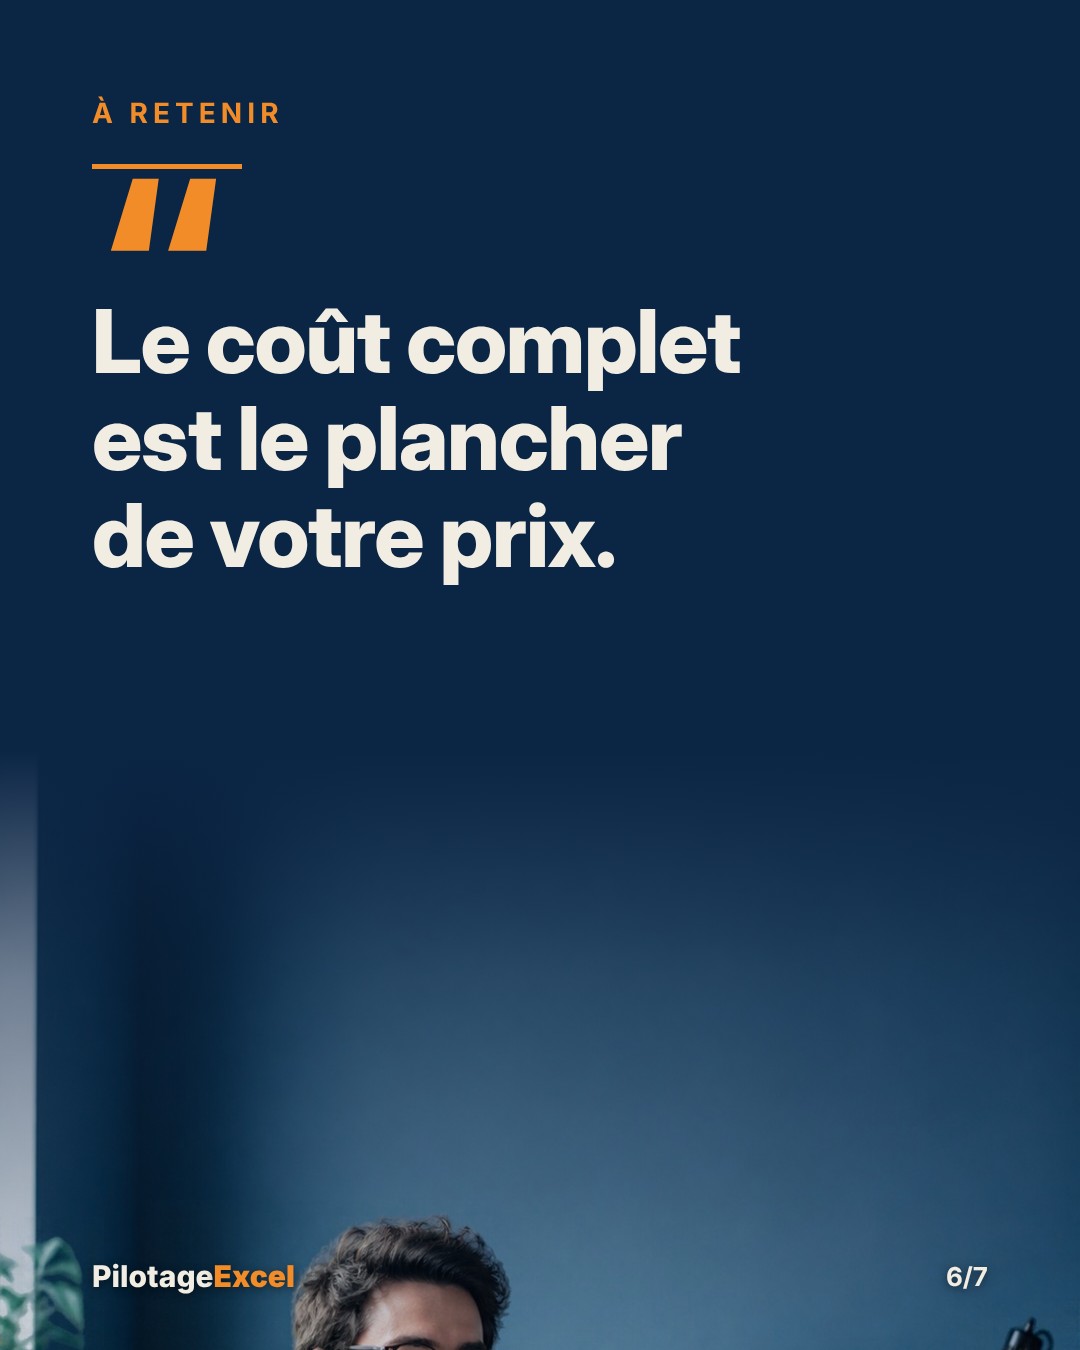 À RETENIR
"
Le coût complet
est le plancher
de votre prix.
PilotageExcel
6/7